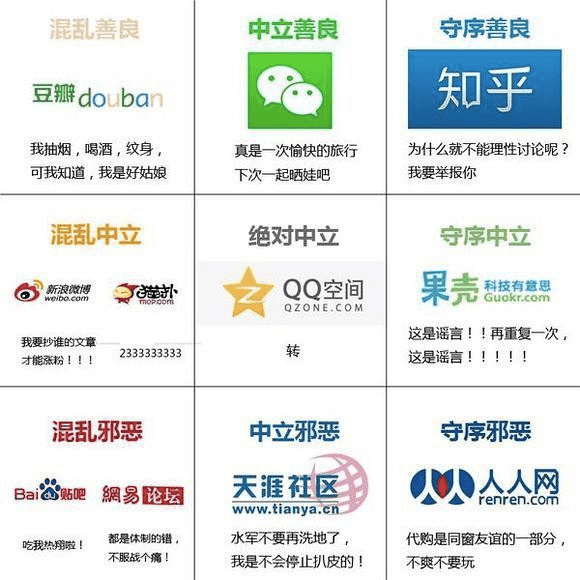 混乱善良
豆瓣douban
我抽烟，喝酒，纹身，
可我知道，我是好姑娘
中立善良
真是一次愉快的旅行
下次一起晒娃吧
守序善良
知乎
为什么就不能理性讨论呢？
我要举报你
混乱中立
新浪微博
weibo.com
猫扑
mop.com
我要抄谁的文章
才能涨粉！！！
2333333333
绝对中立
QQ空间
QZONE.COM
转
守序中立
果壳 科技有意思
Guokr.com
这是谣言！！再重复一次，
这是谣言！！！！！
混乱邪恶
Bai度贴吧
網易论坛
吃我热翔啦！
都是体制的错，
不服战个痛！
中立邪恶
天涯社区
www.tianya.cn
水军不要再洗地了，
我是不会停止扒皮的！
守序邪恶
人人网
renren.com
代购是同窗友谊的一部分，
不爽不要玩